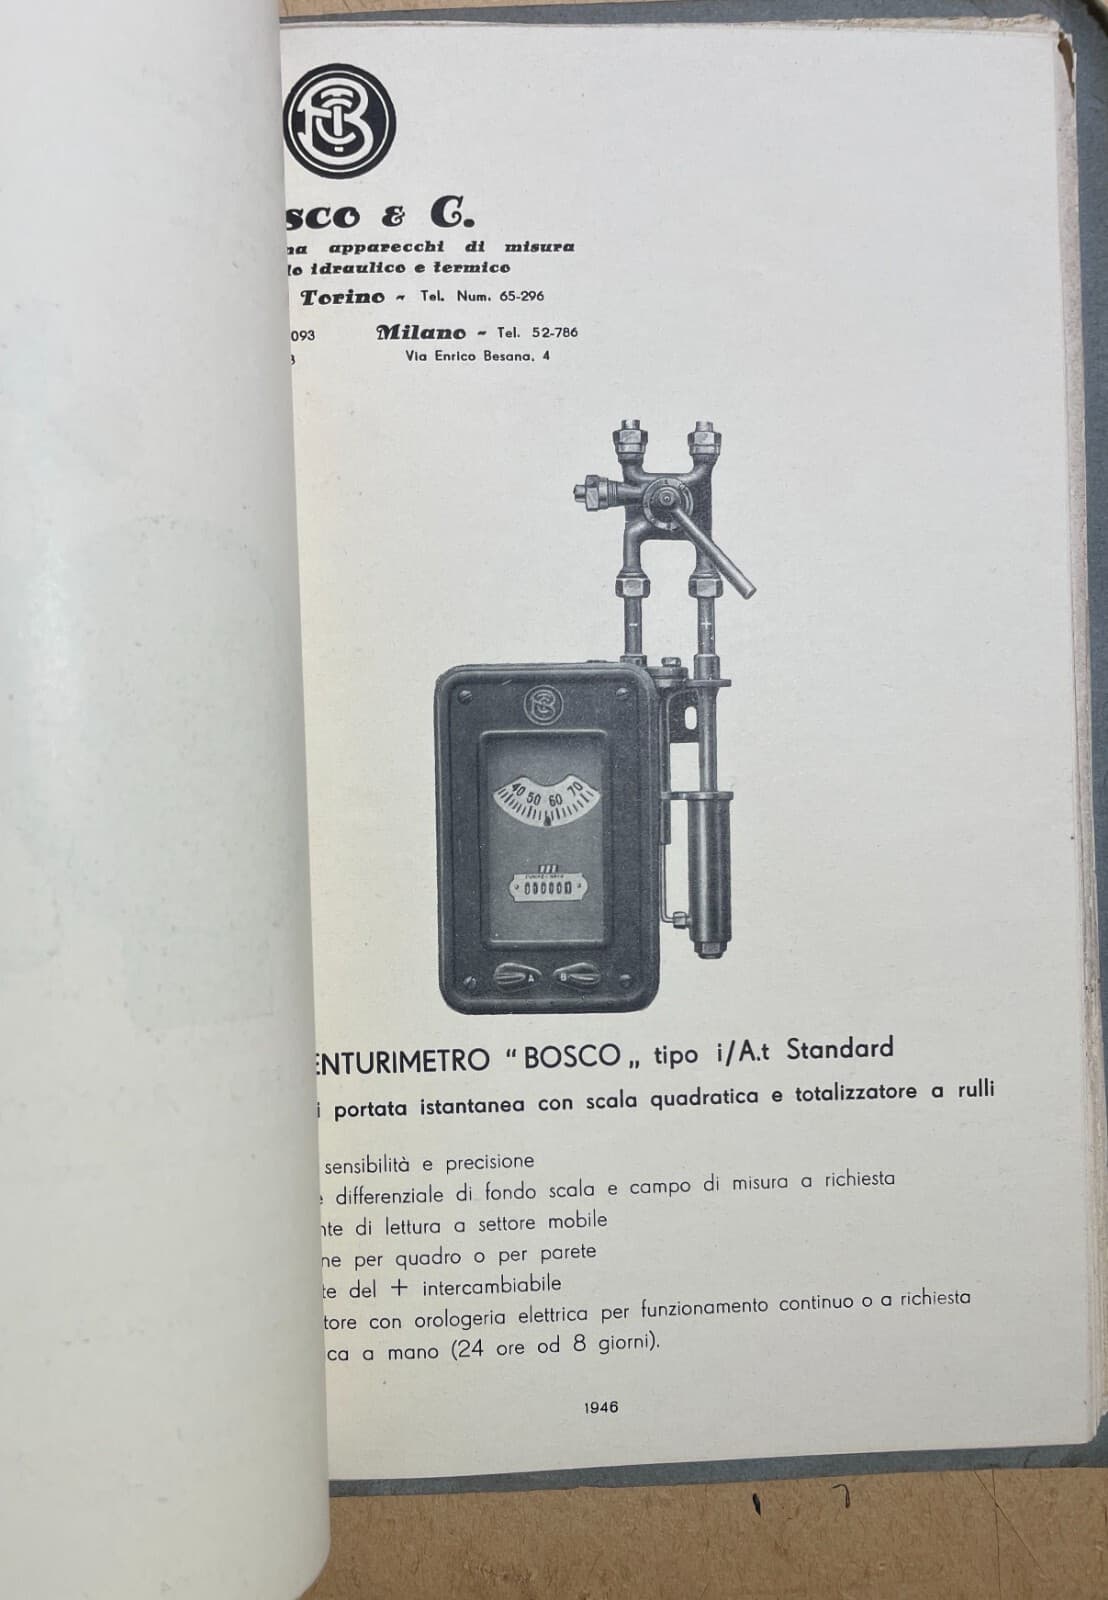 sco & C.
na apparecchi di misura
lo idraulico e termico
Torino ~ Tel. Num. 65-296
093 Milano ~ Tel. 52-786
Via Enrico Besana, 4
40 50 60 70
A B
ENTURIMETRO “ BOSCO „ tipo i/A.t Standard
i portata istantanea con scala quadratica e totalizzatore a rulli
sensibilità e precisione
e differenziale di fondo scala e campo di misura a richiesta
nte di lettura a settore mobile
ne per quadro o per parete
te del + intercambiabile
tore con orologeria elettrica per funzionamento continuo o a richiesta
ca a mano (24 ore od 8 giorni).
1946